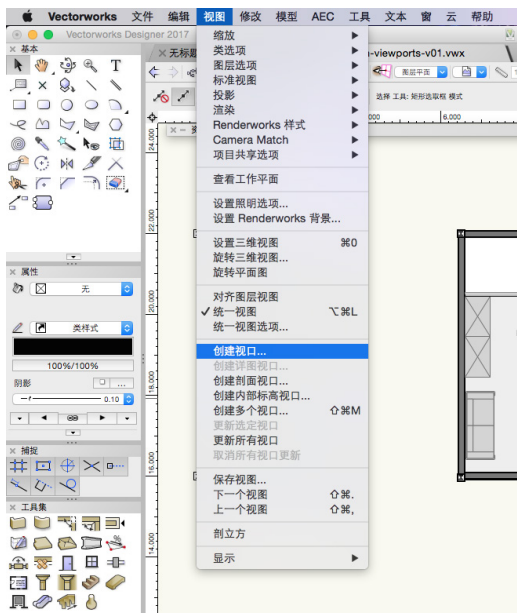 Vectorworks 文件 编辑 视图 修改 模型 AEC 工具 文本 窗 云 帮助
Vectorworks Designer 2017
基本
无标题
-viewports-v01.vwx
缩放
类选项
图层选项
标准视图
投影
渲染
Renderworks 样式
Camera Match
项目共享选项
查看工作平面
设置照明选项...
设置 Renderworks 背景...
设置三维视图 ⌘0
旋转三维视图...
旋转平面图
对齐图层视图
✓统一视图 ⌥⌘L
统一视图选项...
创建视口...
创建详图视口...
创建剖面视口...
创建内部标高视口...
创建多个视口... ⇧⌘M
更新选定视口
更新所有视口
取消所有视口更新
保存视图...
下一个视图 ⇧⌘.
上一个视图 ⇧⌘,
剖立方
显示
图层平面
选择 工具: 矩形选取框 模式
000
6,000
24,000
22,000
20,000
18,000
16,000
14,000
属性
无
类样式
100%/100%
阴影
...
0.10
捕捉
工具集